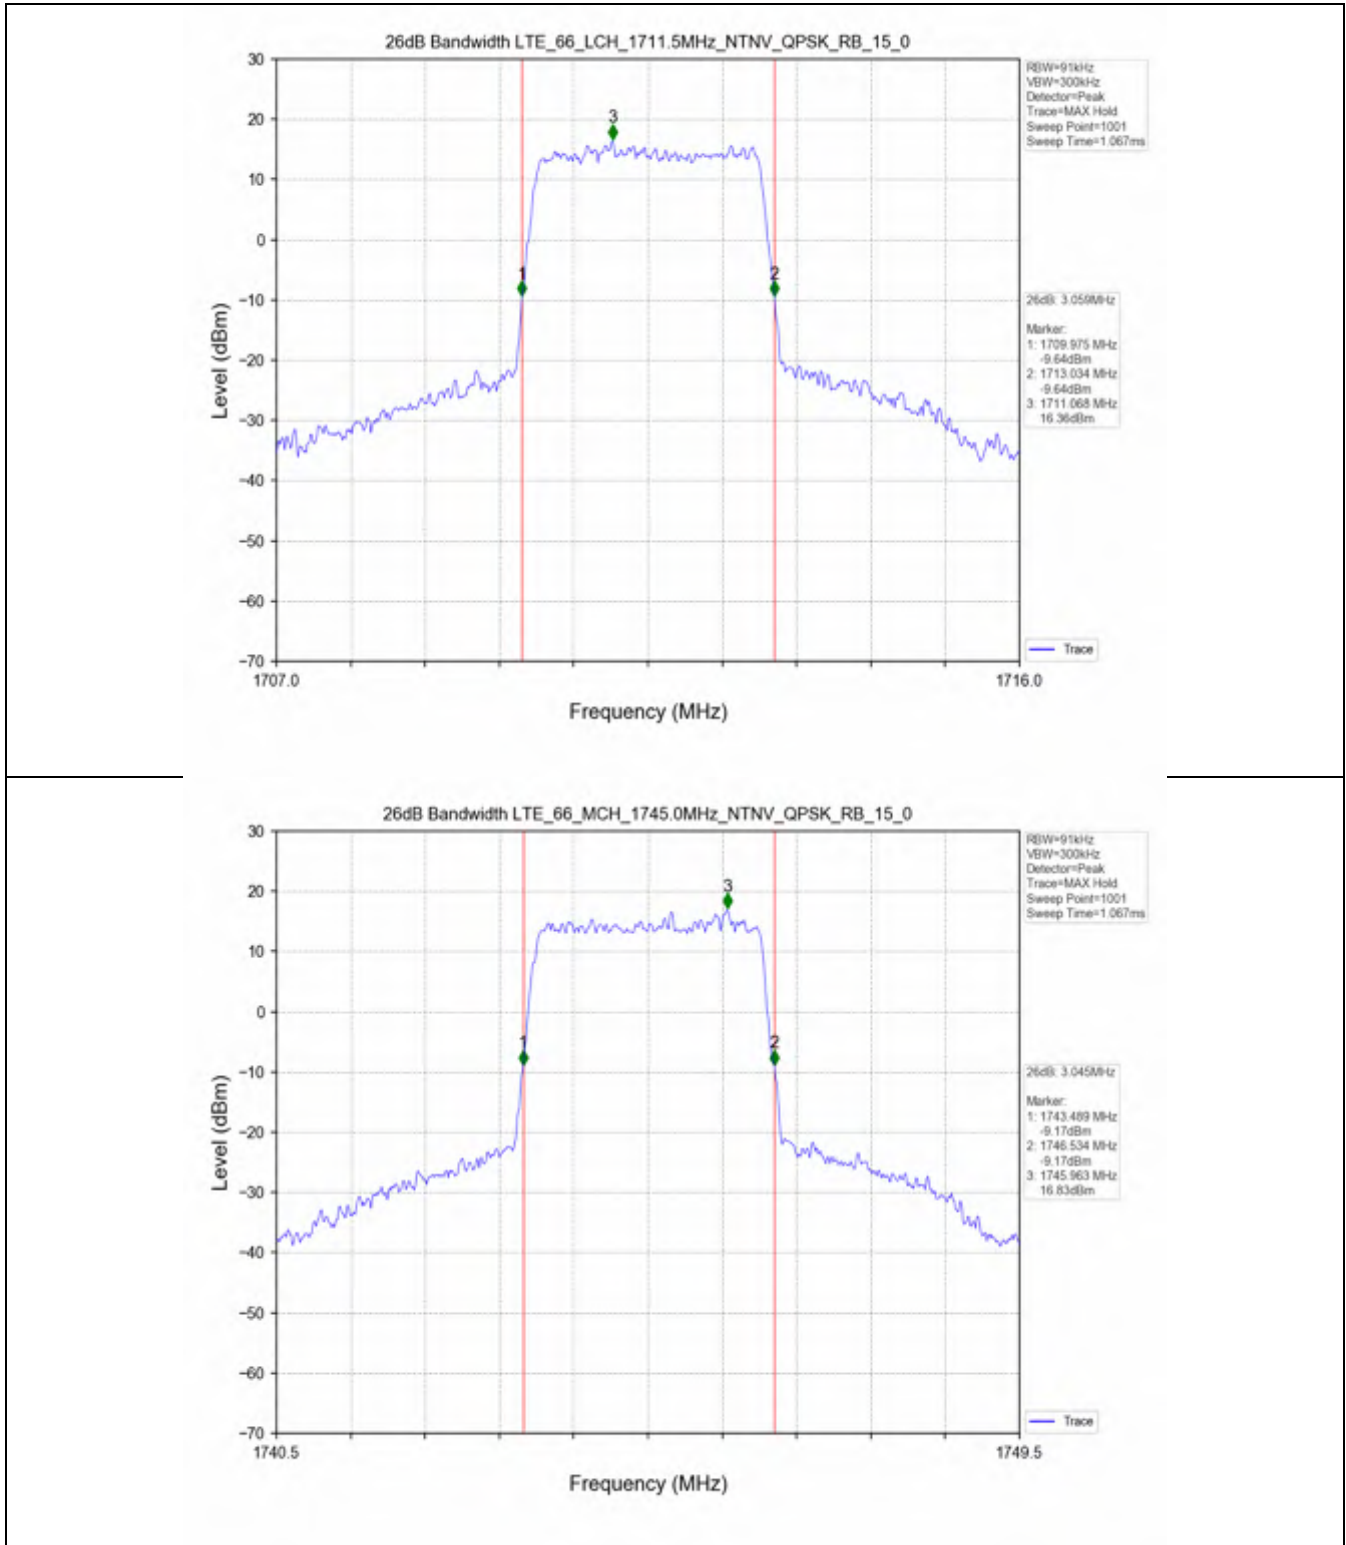 26dB Bandwidth LTE_66_LCH_1711.5MHz_NTNV_QPSK_RB_15_0
30
20
10
0
−10
−20
−30
−40
−50
−60
−70
Level (dBm)
1707.0
1716.0
Frequency (MHz)
1
2
3
RBW=91kHz
VBW=300kHz
Detector=Peak
Trace=MAX Hold
Sweep Point=1001
Sweep Time=1.067ms
26dB: 3.059MHz
Marker:
1: 1709.975 MHz
-9.64dBm
2: 1713.034 MHz
-9.64dBm
3: 1711.068 MHz
16.36dBm
Trace
26dB Bandwidth LTE_66_MCH_1745.0MHz_NTNV_QPSK_RB_15_0
30
20
10
0
−10
−20
−30
−40
−50
−60
−70
Level (dBm)
1740.5
1749.5
Frequency (MHz)
1
2
3
RBW=91kHz
VBW=300kHz
Detector=Peak
Trace=MAX Hold
Sweep Point=1001
Sweep Time=1.067ms
26dB: 3.045MHz
Marker:
1: 1743.489 MHz
-9.17dBm
2: 1746.534 MHz
-9.17dBm
3: 1745.963 MHz
16.83dBm
Trace